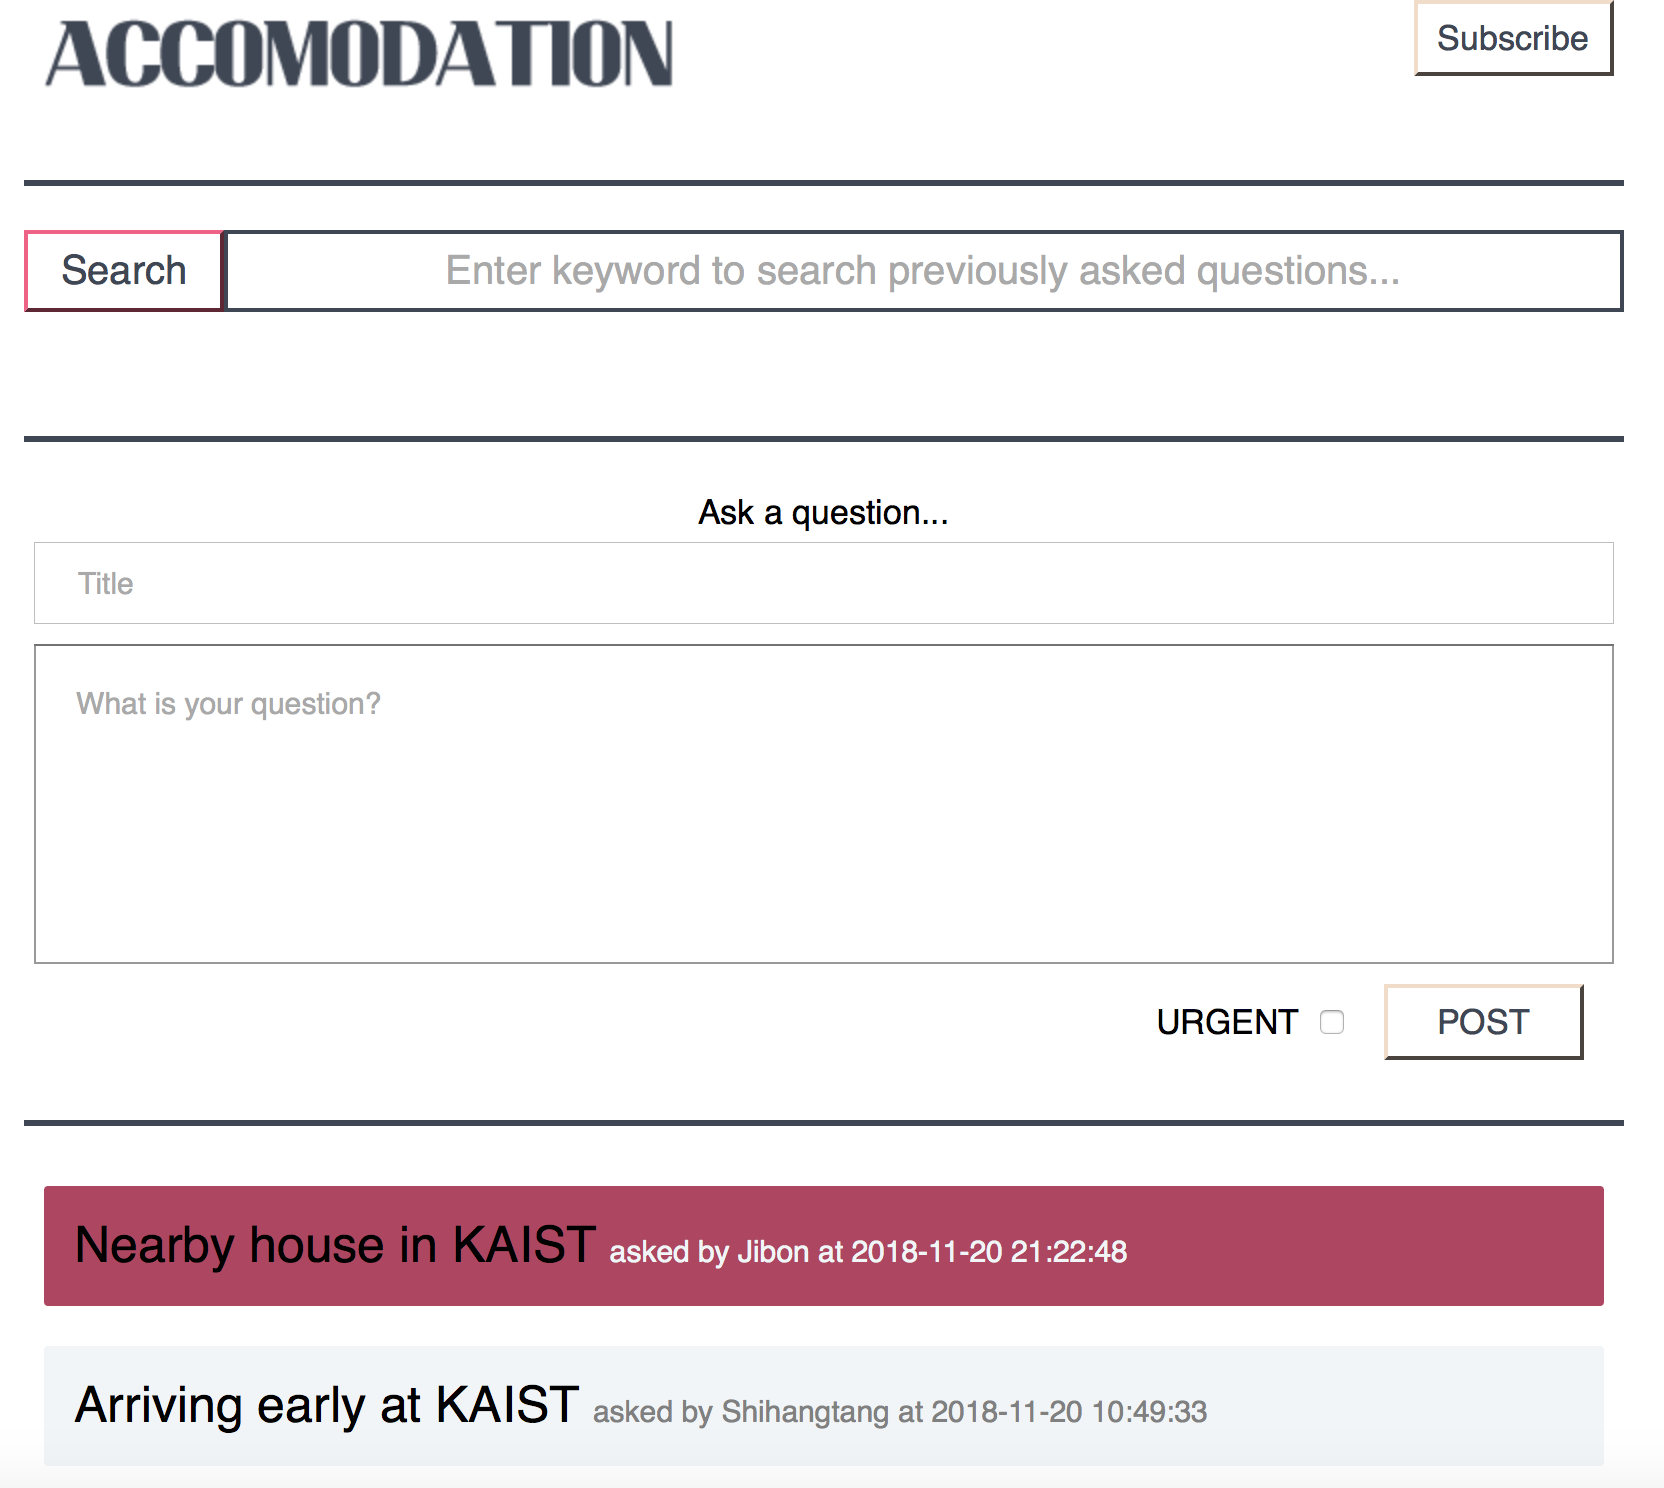 ACCOMODATION
Subscribe
Search
Enter keyword to search previously asked questions...
Ask a question...
Title
What is your question?
URGENT
POST
Nearby house in KAIST asked by Jibon at 2018-11-20 21:22:48
Arriving early at KAIST asked by Shihangtang at 2018-11-20 10:49:33